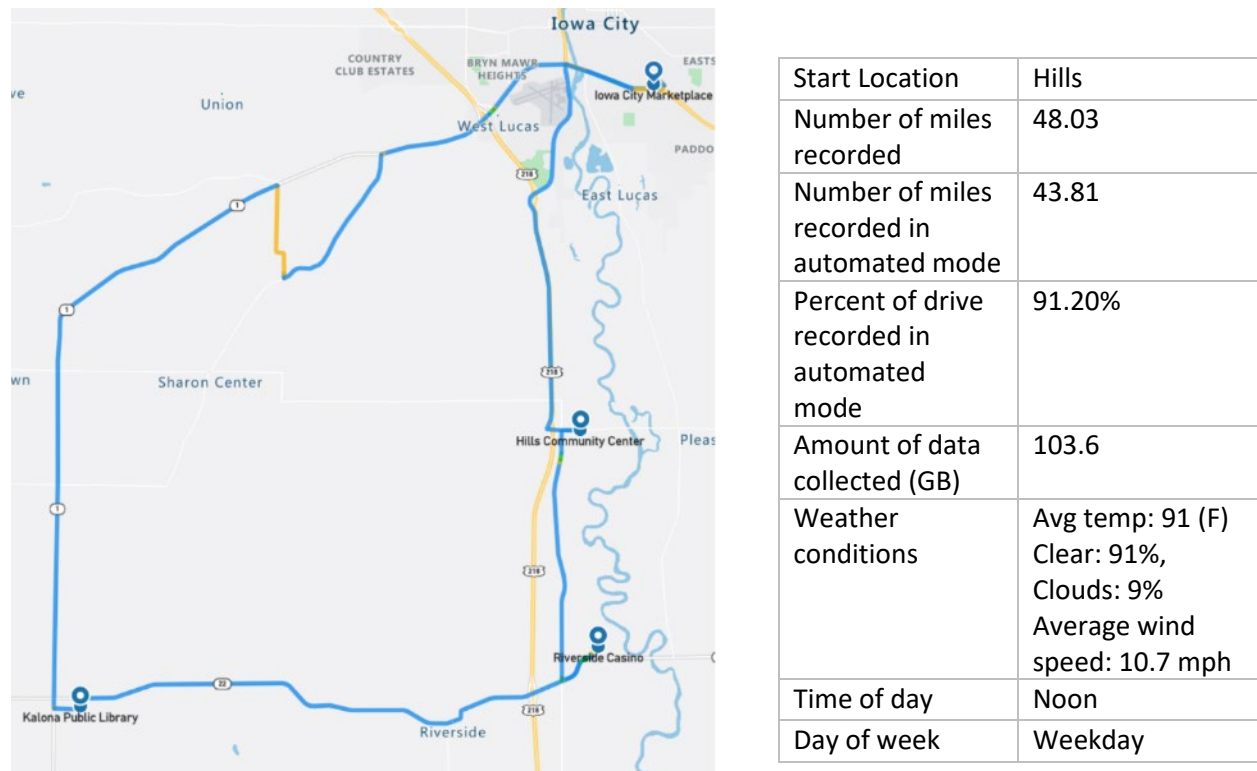 Iowa City
COUNTRY
CLUB ESTATES
BRYN MAWR
HEIGHTS
EASTS
ve
Union
Iowa City Marketplace
West Lucas
PADDO
218
East Lucas
1
1
218
wn
Sharon Center
Hills Community Center
Pleas
1
218
Riverside Casino
22
Kalona Public Library
218
Riverside
Start Location
Hills
Number of miles
recorded
48.03
Number of miles
recorded in
automated mode
43.81
Percent of drive
recorded in
automated
mode
91.20%
Amount of data
collected (GB)
103.6
Weather
conditions
Avg temp: 91 (F)
Clear: 91%,
Clouds: 9%
Average wind
speed: 10.7 mph
Time of day
Noon
Day of week
Weekday